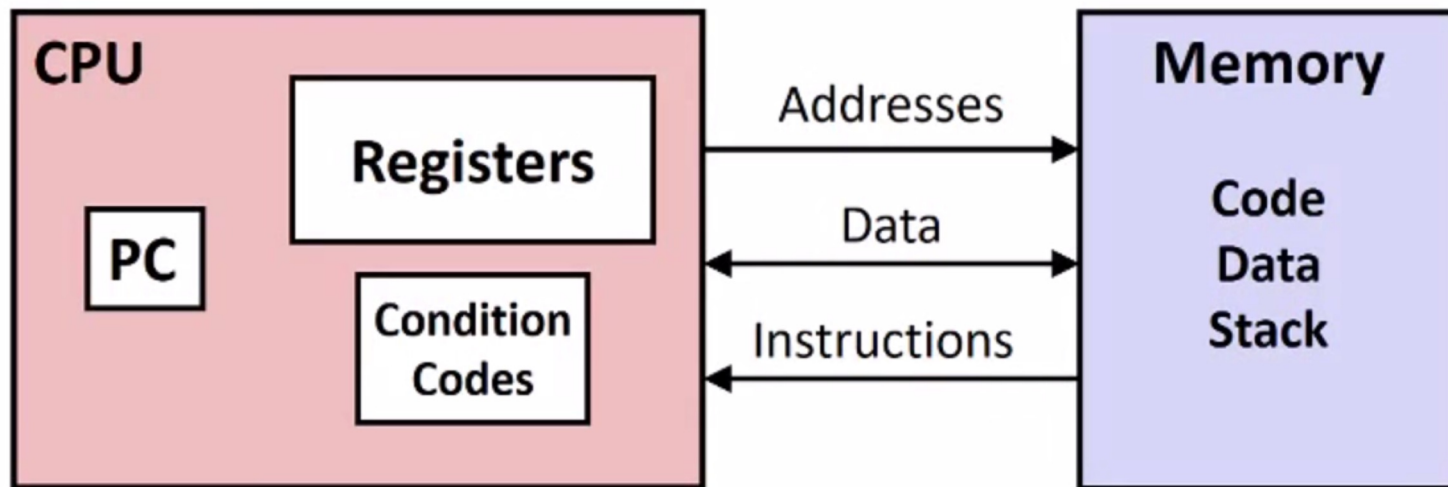 CPU
Registers
PC
Condition
Codes
Addresses
Data
Instructions
Memory
Code
Data
Stack